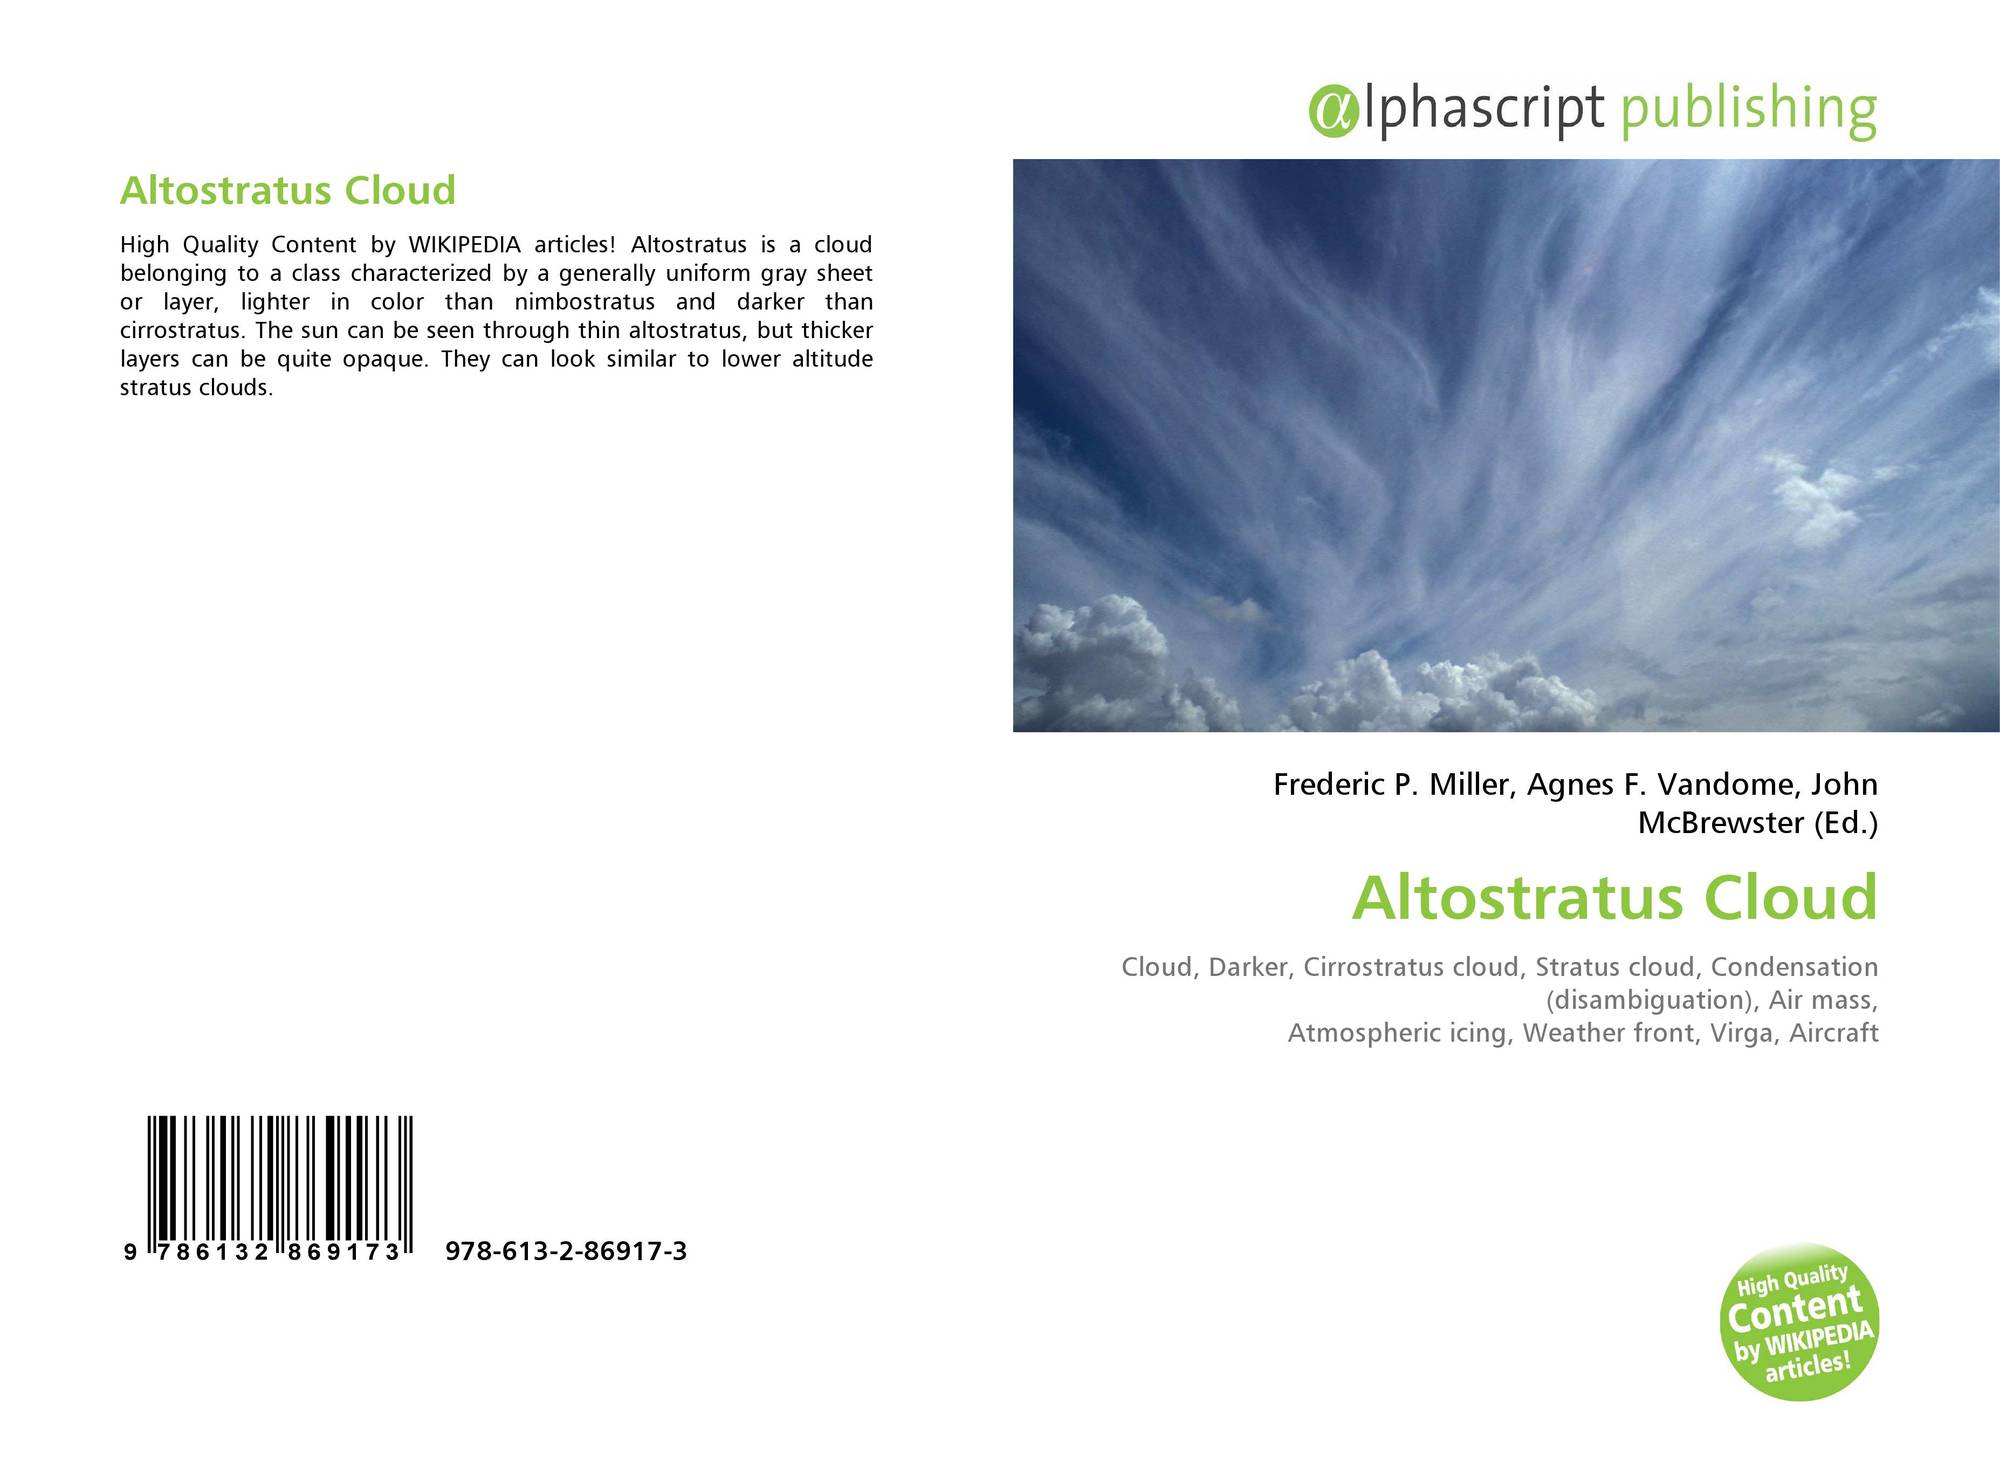 Altostratus Cloud
High Quality Content by WIKIPEDIA articles! Altostratus is a cloud
belonging to a class characterized by a generally uniform gray sheet
or layer, lighter in color than nimbostratus and darker than
cirrostratus. The sun can be seen through thin altostratus, but thicker
layers can be quite opaque. They can look similar to lower altitude
stratus clouds.
9 786132 869173
978-613-2-86917-3
αlphascript publishing
Frederic P. Miller, Agnes F. Vandome, John
McBrewster (Ed.)
Altostratus Cloud
Cloud, Darker, Cirrostratus cloud, Stratus cloud, Condensation
(disambiguation), Air mass,
Atmospheric icing, Weather front, Virga, Aircraft
High Quality
Content
by WIKIPEDIA
articles!